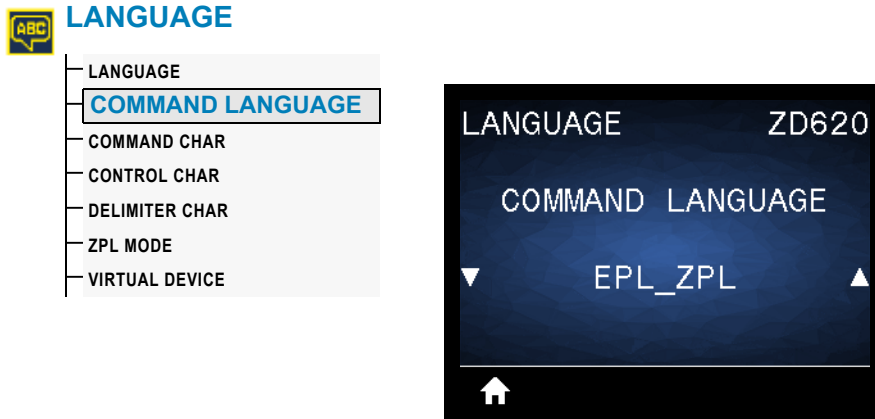 ABC
LANGUAGE
LANGUAGE
COMMAND LANGUAGE
COMMAND CHAR
CONTROL CHAR
DELIMITER CHAR
ZPL MODE
VIRTUAL DEVICE
LANGUAGE ZD620
COMMAND LANGUAGE
EPL_ZPL